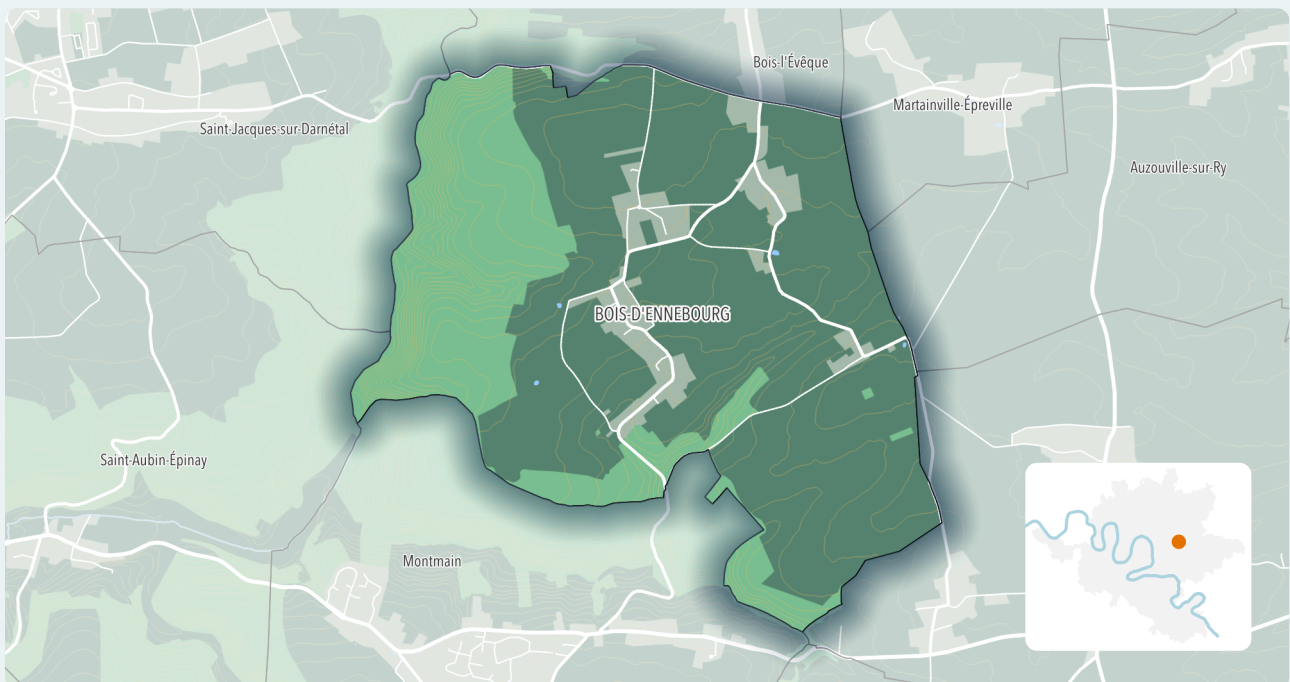 Bois-l'Évêque
Martainville-Épreville
Saint-Jacques-sur-Darnétal
Auzouville-sur-Ry
BOIS-D'ENNEBOURG
Saint-Aubin-Épinay
Montmain